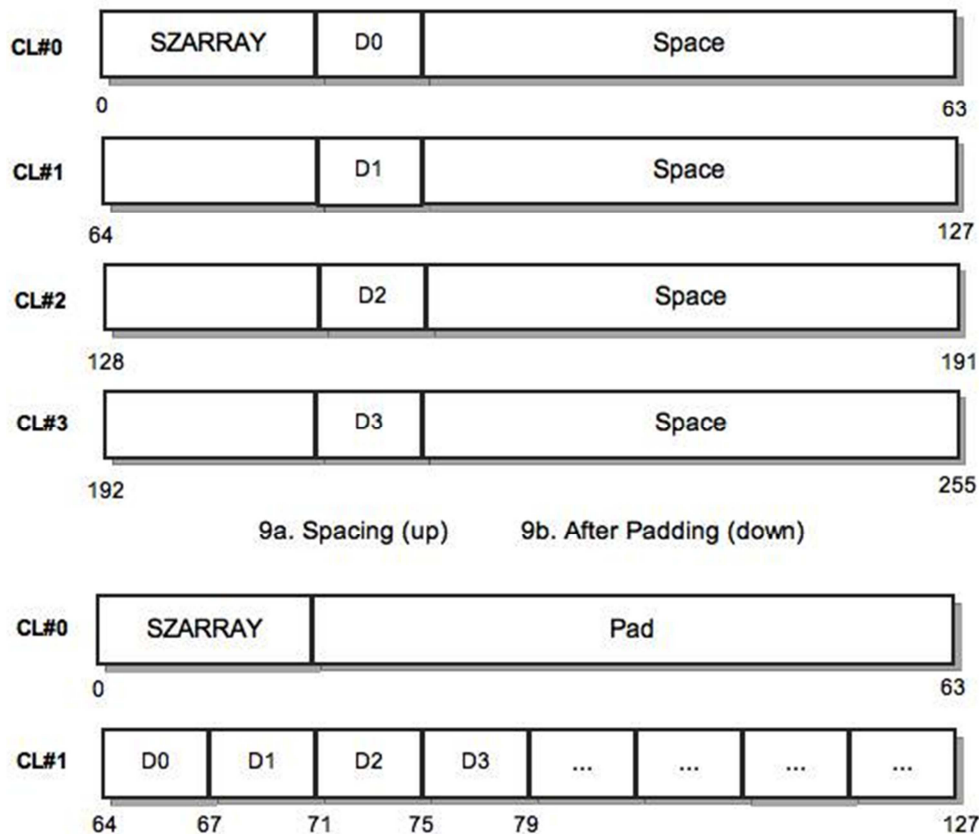 CL#0 SZARRAY D0 Space
0 63
CL#1 D1 Space
64 127
CL#2 D2 Space
128 191
CL#3 D3 Space
192 255
9a. Spacing (up) 9b. After Padding (down)
CL#0 SZARRAY Pad
0 63
CL#1 D0 D1 D2 D3 ... ... ... ...
64 67 71 75 79 127